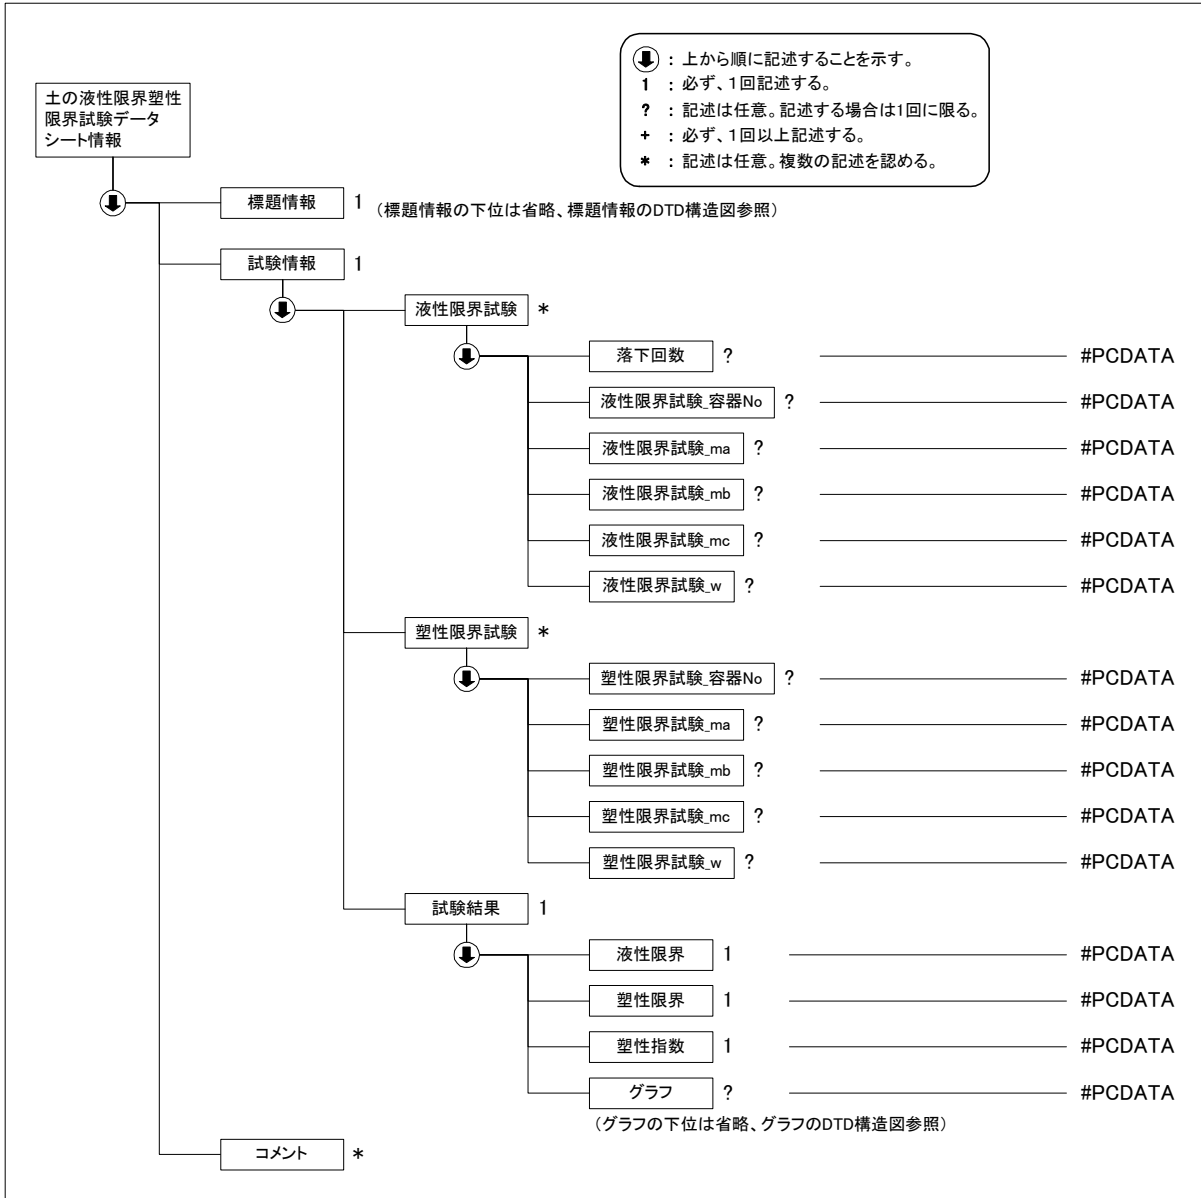 : 上から順に記述することを示す。
1 : 必ず、1回記述する。
? : 記述は任意。記述する場合は1回に限る。
+ : 必ず、1回以上記述する。
* : 記述は任意。複数の記述を認める。
土の液性限界塑性
限界試験データ
シート情報
標題情報 1 (標題情報の下位は省略、標題情報のDTD構造図参照)
試験情報 1
液性限界試験 *
落下回数 ? #PCDATA
液性限界試験_容器No ? #PCDATA
液性限界試験_ma ? #PCDATA
液性限界試験_mb ? #PCDATA
液性限界試験_mc ? #PCDATA
液性限界試験_w ? #PCDATA
塑性限界試験 *
塑性限界試験_容器No ? #PCDATA
塑性限界試験_ma ? #PCDATA
塑性限界試験_mb ? #PCDATA
塑性限界試験_mc ? #PCDATA
塑性限界試験_w ? #PCDATA
試験結果 1
液性限界 1 #PCDATA
塑性限界 1 #PCDATA
塑性指数 1 #PCDATA
グラフ ? #PCDATA
(グラフの下位は省略、グラフのDTD構造図参照)
コメント *